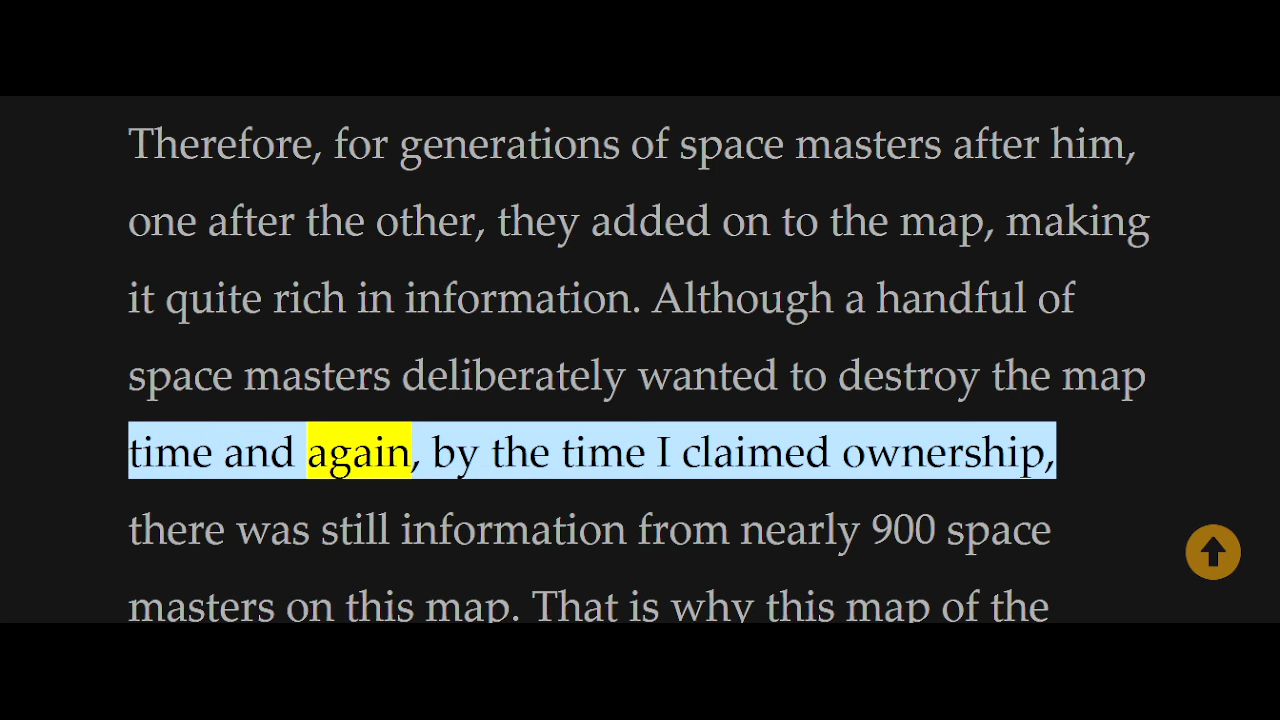 Therefore, for generations of space masters after him,
one after the other, they added on to the map, making
it quite rich in information. Although a handful of
space masters deliberately wanted to destroy the map
time and again, by the time I claimed ownership,
there was still information from nearly 900 space
masters on this map. That is why this map of the